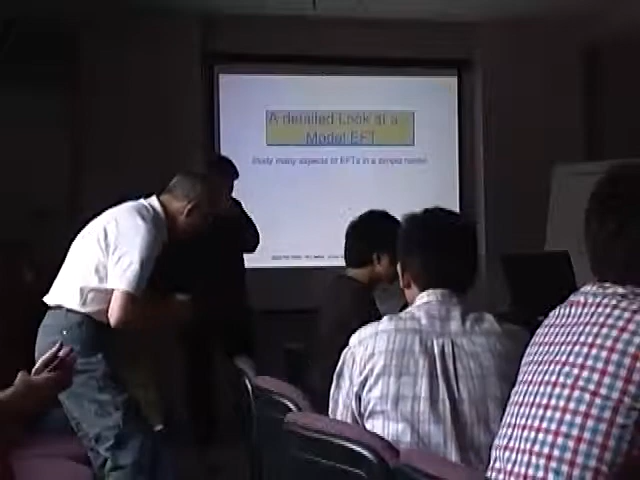 A detailed Look at a
Model EFT
Study many aspects of EFTs in a simple model